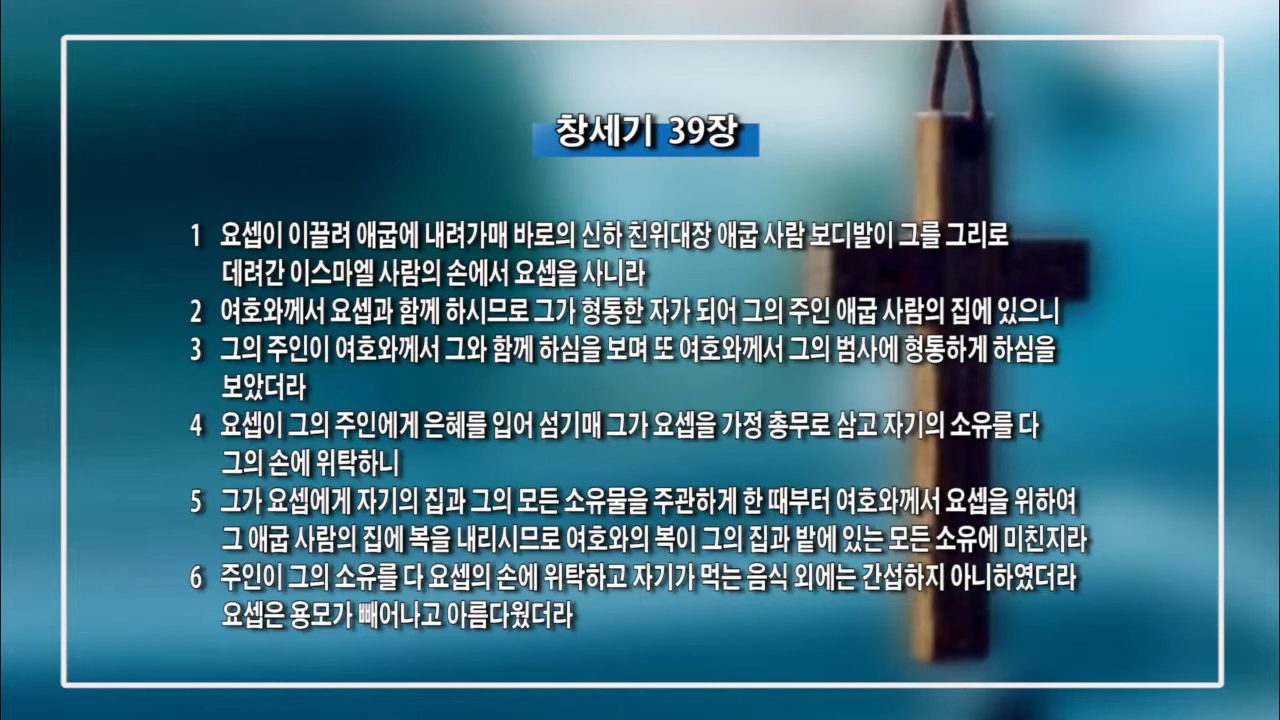 창세기 39장
1 요셉이 이끌려 애굽에 내려가매 바로의 신하 친위대장 애굽 사람 보디발이 그를 그리로
데려간 이스마엘 사람의 손에서 요셉을 사니라
2 여호와께서 요셉과 함께 하시므로 그가 형통한 자가 되어 그의 주인 애굽 사람의 집에 있으니
3 그의 주인이 여호와께서 그와 함께 하심을 보며 또 여호와께서 그의 범사에 형통하게 하심을
보았더라
4 요셉이 그의 주인에게 은혜를 입어 섬기매 그가 요셉을 가정 총무로 삼고 자기의 소유를 다
그의 손에 위탁하니
5 그가 요셉에게 자기의 집과 그의 모든 소유물을 주관하게 한 때부터 여호와께서 요셉을 위하여
그 애굽 사람의 집에 복을 내리시므로 여호와의 복이 그의 집과 밭에 있는 모든 소유에 미친지라
6 주인이 그의 소유를 다 요셉의 손에 위탁하고 자기가 먹는 음식 외에는 간섭하지 아니하였더라
요셉은 용모가 빼어나고 아름다웠더라